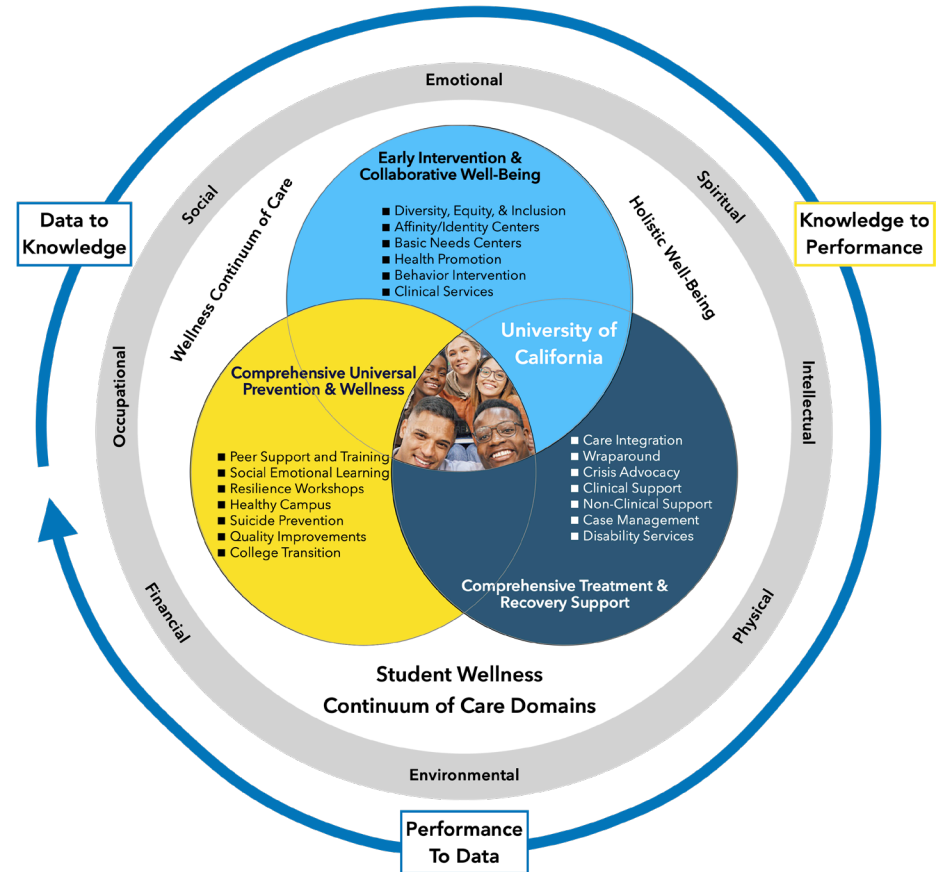 Emotional
Social
Spiritual
Wellness Continuum of Care
Holistic Well-Being
Data to
Knowledge
Knowledge to
Performance
Early Intervention &
Collaborative Well-Being
Diversity, Equity, & Inclusion
Affinity/Identity Centers
Basic Needs Centers
Health Promotion
Behavior Intervention
Clinical Services
University of
California
Occupational
Intellectual
Comprehensive Universal
Prevention & Wellness
Peer Support and Training
Social Emotional Learning
Resilience Workshops
Healthy Campus
Suicide Prevention
Quality Improvements
College Transition
Care Integration
Wraparound
Crisis Advocacy
Clinical Support
Non-Clinical Support
Case Management
Disability Services
Comprehensive Treatment &
Recovery Support
Financial
Physical
Student Wellness
Continuum of Care Domains
Environmental
Performance
To Data